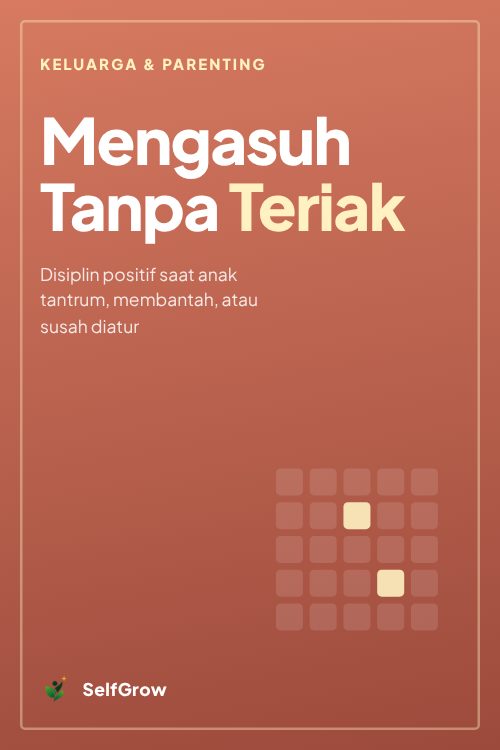 KELUARGA & PARENTING
Mengasuh
Tanpa Teriak
Disiplin positif saat anak
tantrum, membantah, atau
susah diatur
SelfGrow